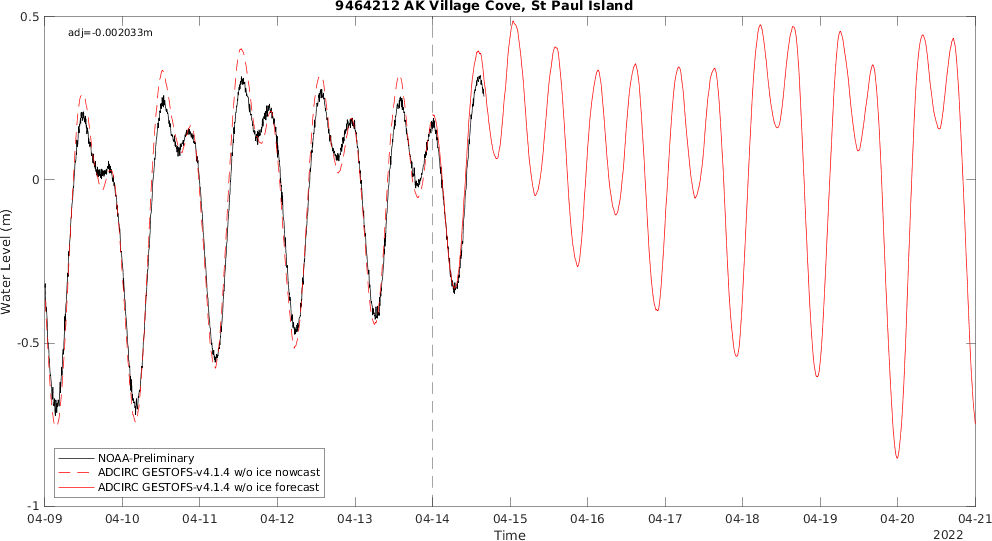 9464212 AK Village Cove, St Paul Island
adj=-0.002033m
0.5
0
-0.5
-1
Water Level (m)
NOAA-Preliminary
ADCIRC GESTOFS-v4.1.4 w/o ice nowcast
ADCIRC GESTOFS-v4.1.4 w/o ice forecast
04-09 04-10 04-11 04-12 04-13 04-14 04-15 04-16 04-17 04-18 04-19 04-20 04-21
Time
2022